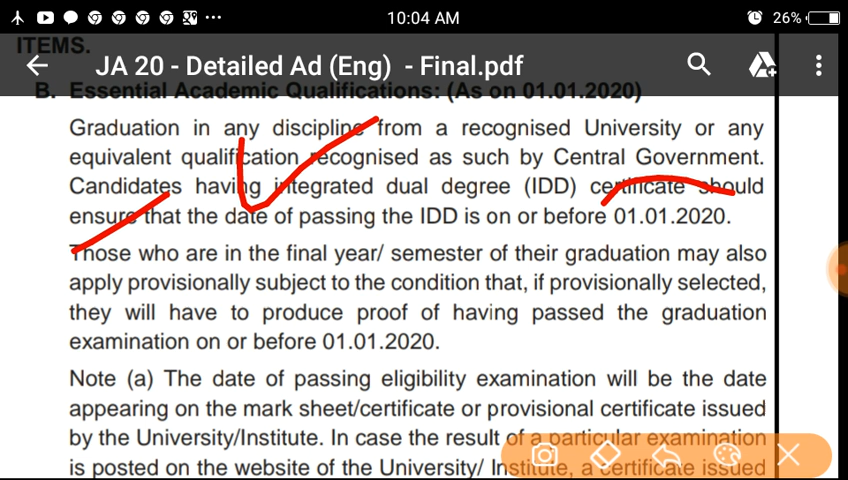 10:04 AM
26%
ITEMS.
JA 20 - Detailed Ad (Eng) - Final.pdf
B. Essential Academic Qualifications: (As on 01.01.2020)
Graduation in any discipline from a recognised University or any
equivalent qualification recognised as such by Central Government.
Candidates having integrated dual degree (IDD) certificate should
ensure that the date of passing the IDD is on or before 01.01.2020.
Those who are in the final year/ semester of their graduation may also
apply provisionally subject to the condition that, if provisionally selected,
they will have to produce proof of having passed the graduation
examination on or before 01.01.2020.
Note (a) The date of passing eligibility examination will be the date
appearing on the mark sheet/certificate or provisional certificate issued
by the University/Institute. In case the result of a particular examination
is posted on the website of the University/ Institute, a certificate issued